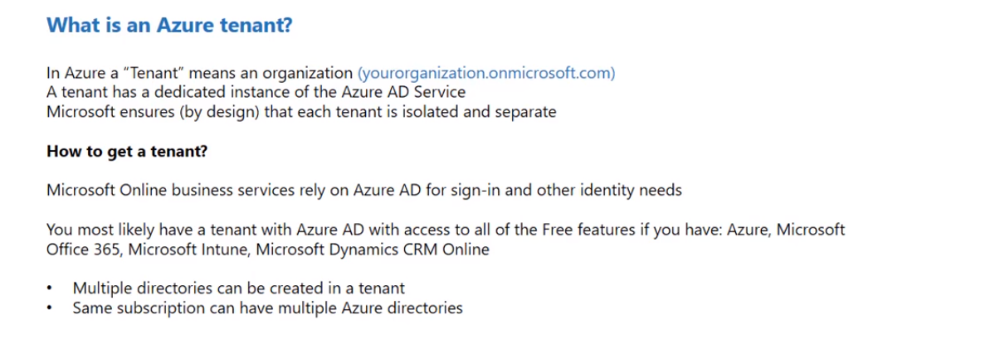 What is an Azure tenant?
In Azure a “Tenant” means an organization (yourorganization.onmicrosoft.com)
A tenant has a dedicated instance of the Azure AD Service
Microsoft ensures (by design) that each tenant is isolated and separate
How to get a tenant?
Microsoft Online business services rely on Azure AD for sign-in and other identity needs
You most likely have a tenant with Azure AD with access to all of the Free features if you have: Azure, Microsoft
Office 365, Microsoft Intune, Microsoft Dynamics CRM Online
• Multiple directories can be created in a tenant
• Same subscription can have multiple Azure directories